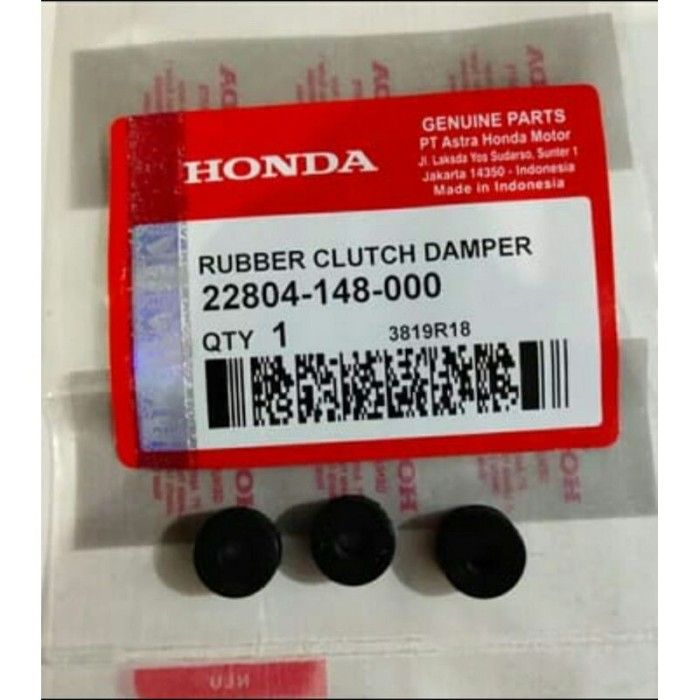 HONDA
GENUINE PARTS
PT Astra Honda Motor
Jl. Laksda Yos Sudarso, Sunter 1
Jakarta 14350 - Indonesia
Made in Indonesia
RUBBER CLUTCH DAMPER
22804-148-000
QTY 1
3819R18